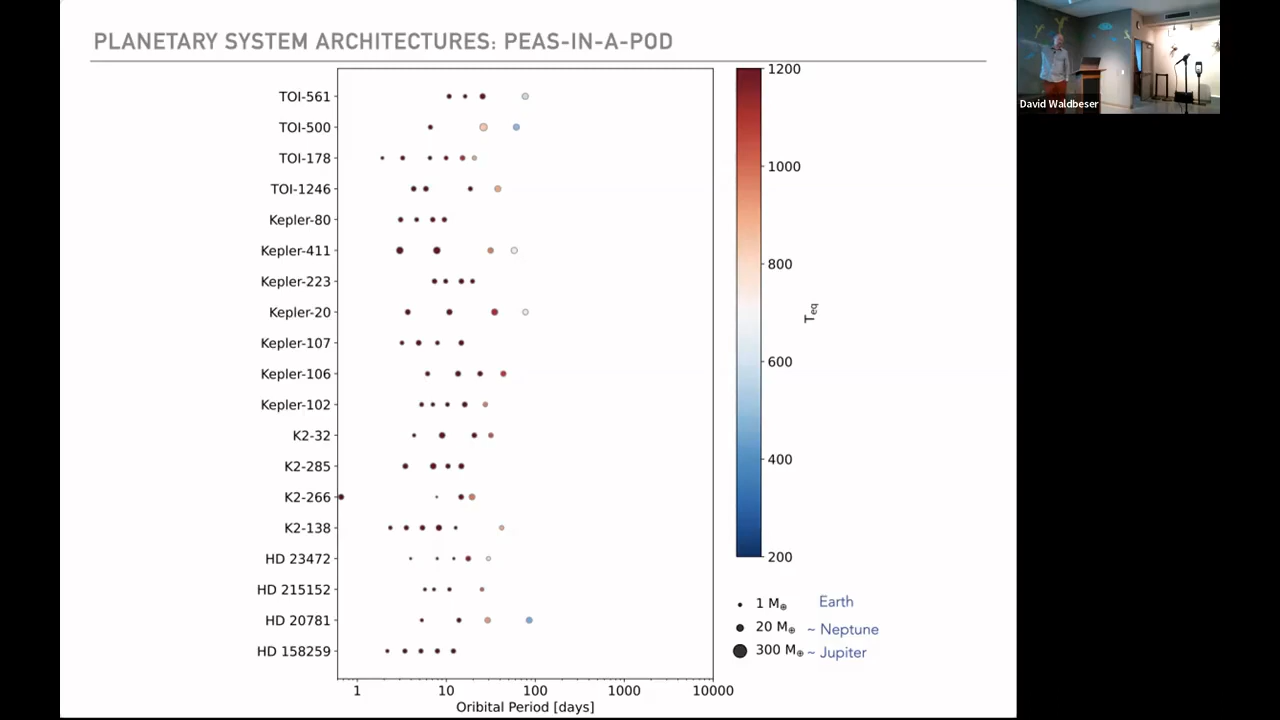 PLANETARY SYSTEM ARCHITECTURES: PEAS-IN-A-POD
David Waldbeser
TOI-561
TOI-500
TOI-178
TOI-1246
Kepler-80
Kepler-411
Kepler-223
Kepler-20
Kepler-107
Kepler-106
Kepler-102
K2-32
K2-285
K2-266
K2-138
HD 23472
HD 215152
HD 20781
HD 158259
1
10
100
1000
10000
Oribital Period [days]
1200
1000
800
600
400
200
Teq
1 M⊕ Earth
20 M⊕ ~ Neptune
300 M⊕ ~ Jupiter